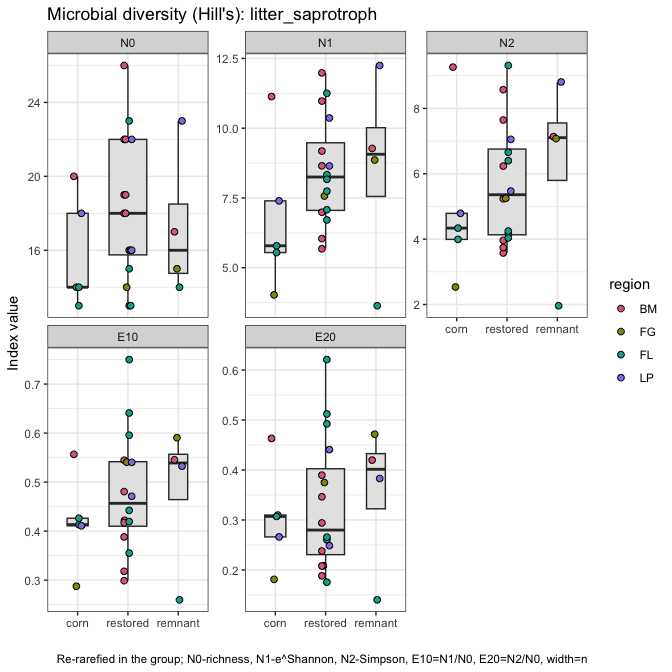 Microbial diversity (Hill's): litter_saprotroph
N0
N1
N2
24
20
16
12.5
10.0
7.5
5.0
8
6
4
2
corn restored remnant
Index value
E10
E20
0.7
0.6
0.5
0.4
0.3
0.6
0.5
0.4
0.3
0.2
corn restored remnant
corn restored remnant
region
BM
FG
FL
LP
Re-rarefied in the group; N0-richness, N1-e^Shannon, N2-Simpson, E10=N1/N0, E20=N2/N0, width=n